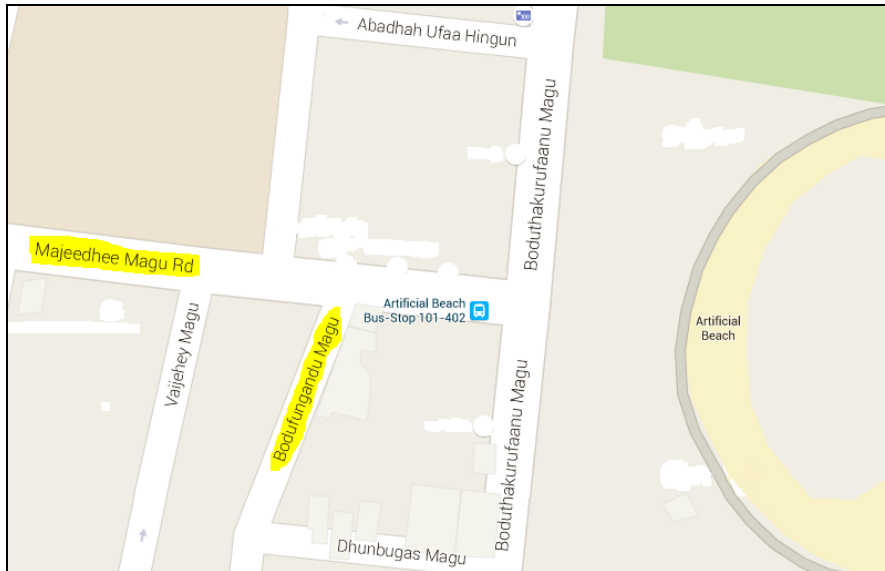 Abadhah Ufaa Hingun
Boduthakurufaanu Magu
Majeedhee Magu Rd
Artificial Beach
Bus-Stop 101-402
Artificial
Beach
Vaijehey Magu
Bodufungandu Magu
Boduthakurufaanu Magu
Dhunbugas Magu